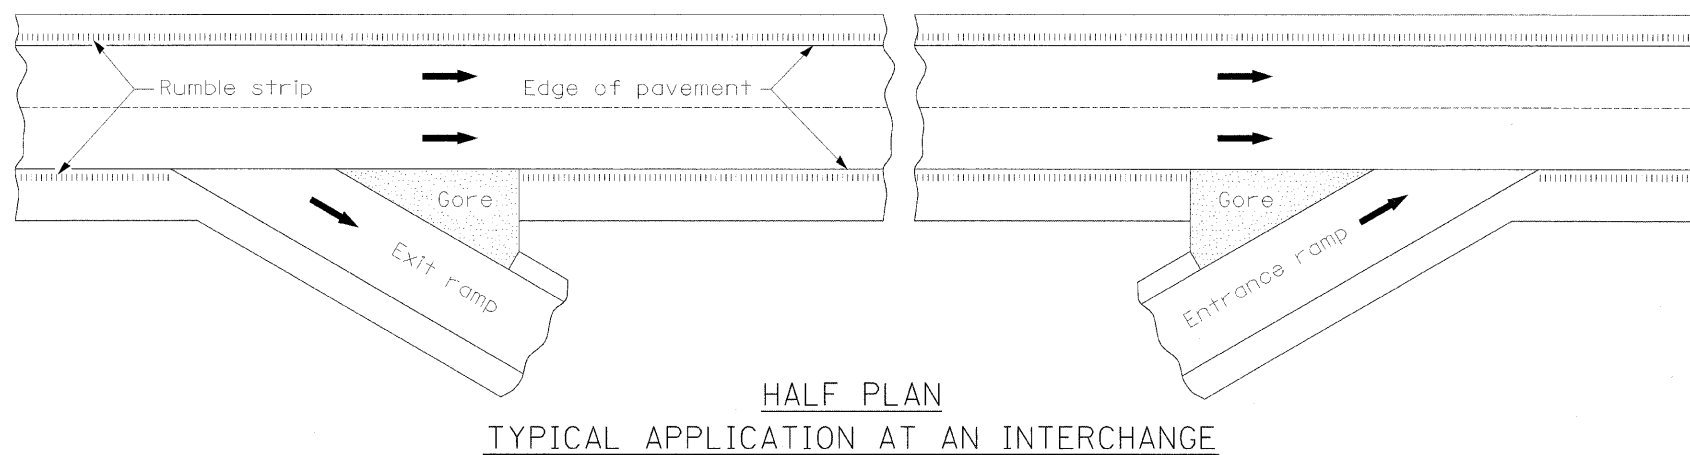 Rumble strip
Edge of pavement
Gore
Exit ramp
Gore
Entrance ramp
HALF PLAN
TYPICAL APPLICATION AT AN INTERCHANGE